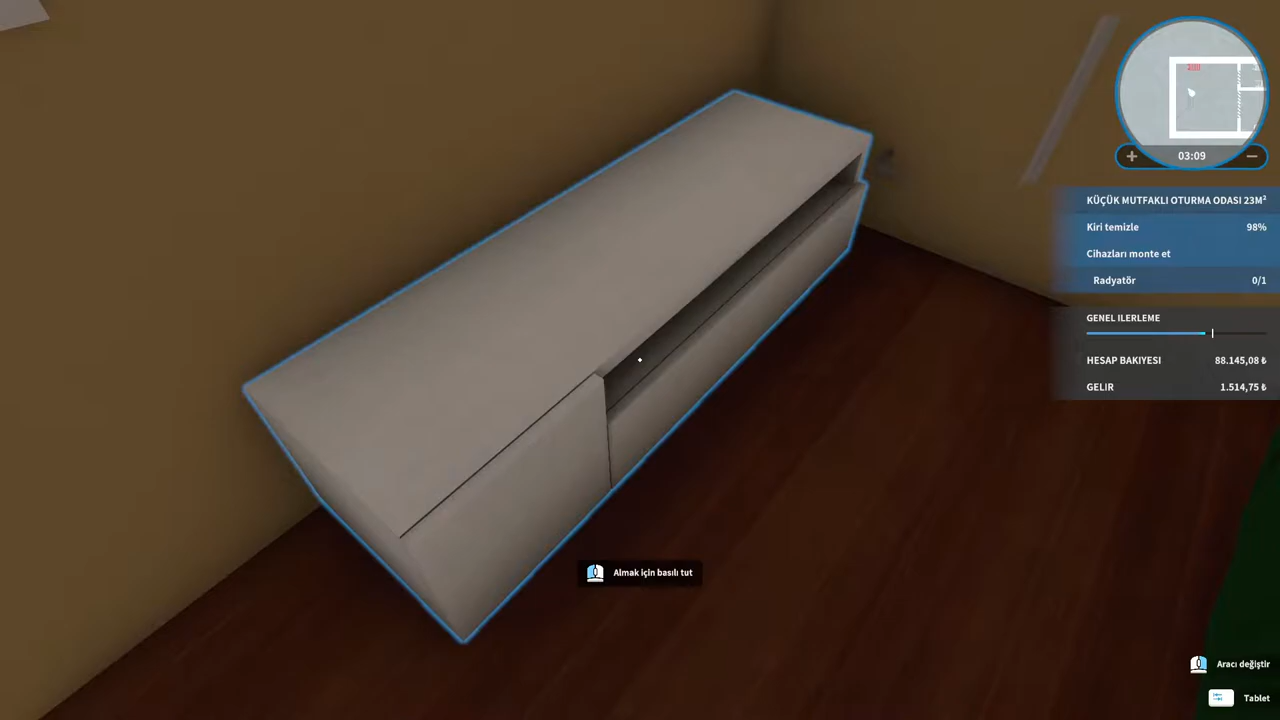 03:09
KÜÇÜK MUTFAKLI OTURMA ODASI 23M²
Kiri temizle 98%
Cihazları monte et
Radyatör 0/1
GENEL ILERLEME
HESAP BAKIYESI 88.145,08 ₺
GELIR 1.514,75 ₺
Almak için basılı tut
Aracı değiştir
Tablet